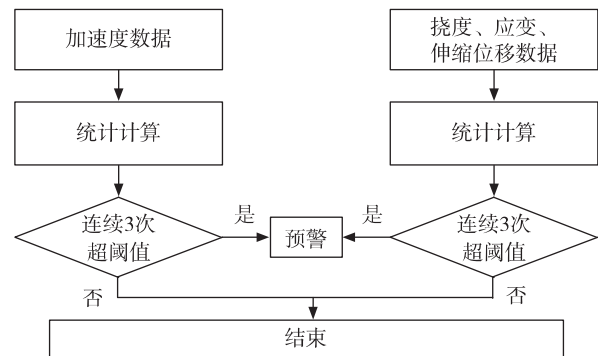 加速度数据
挠度、应变、
伸缩位移数据
统计计算
统计计算
连续3次
超阈值
是
预警
是
连续3次
超阈值
否
否
结束